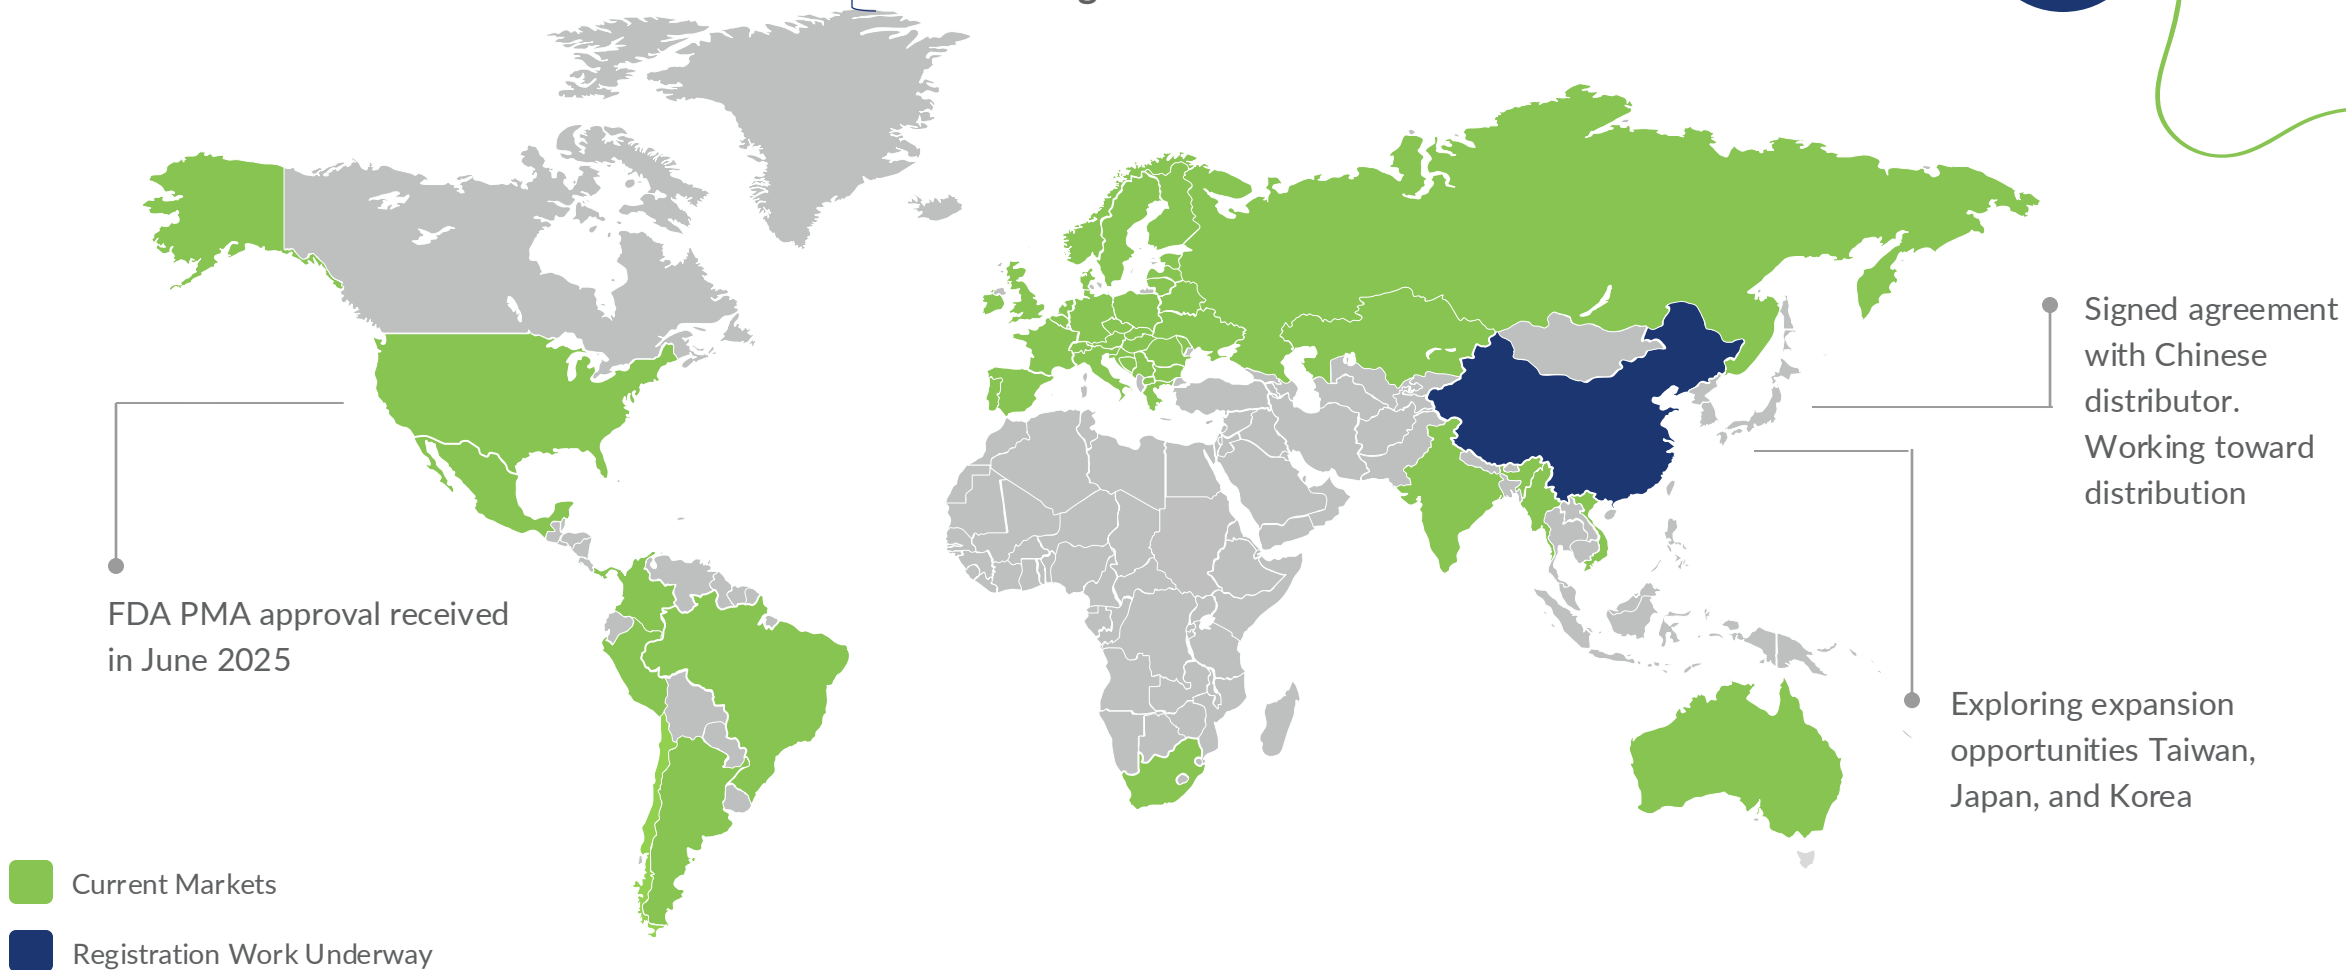 Signed agreement
with Chinese
distributor.
Working toward
distribution
FDA PMA approval received
in June 2025
Exploring expansion
opportunities Taiwan,
Japan, and Korea
Current Markets
Registration Work Underway